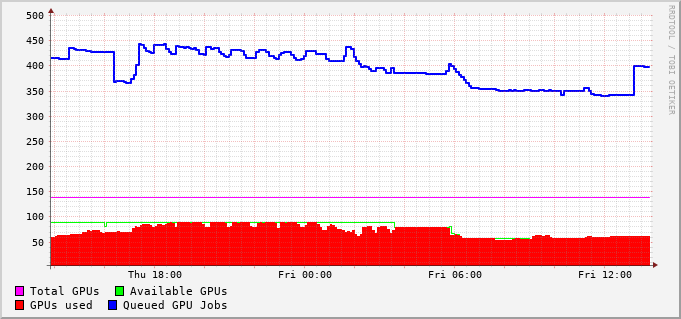 500
450
400
350
300
250
200
150
100
50
Thu 18:00 Fri 00:00 Fri 06:00 Fri 12:00
Total GPUs Available GPUs
GPUs used Queued GPU Jobs
RRDTOOL / TOBI OETIKER